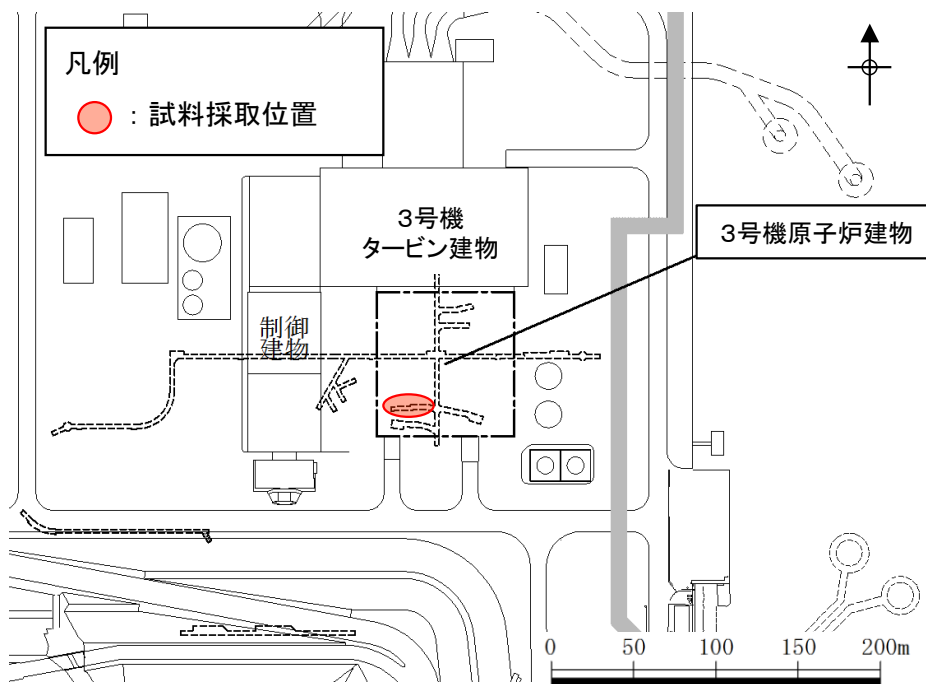 凡例
：試料採取位置
３号機
タービン建物
３号機原子炉建物
制御
建物
0 50 100 150 200m